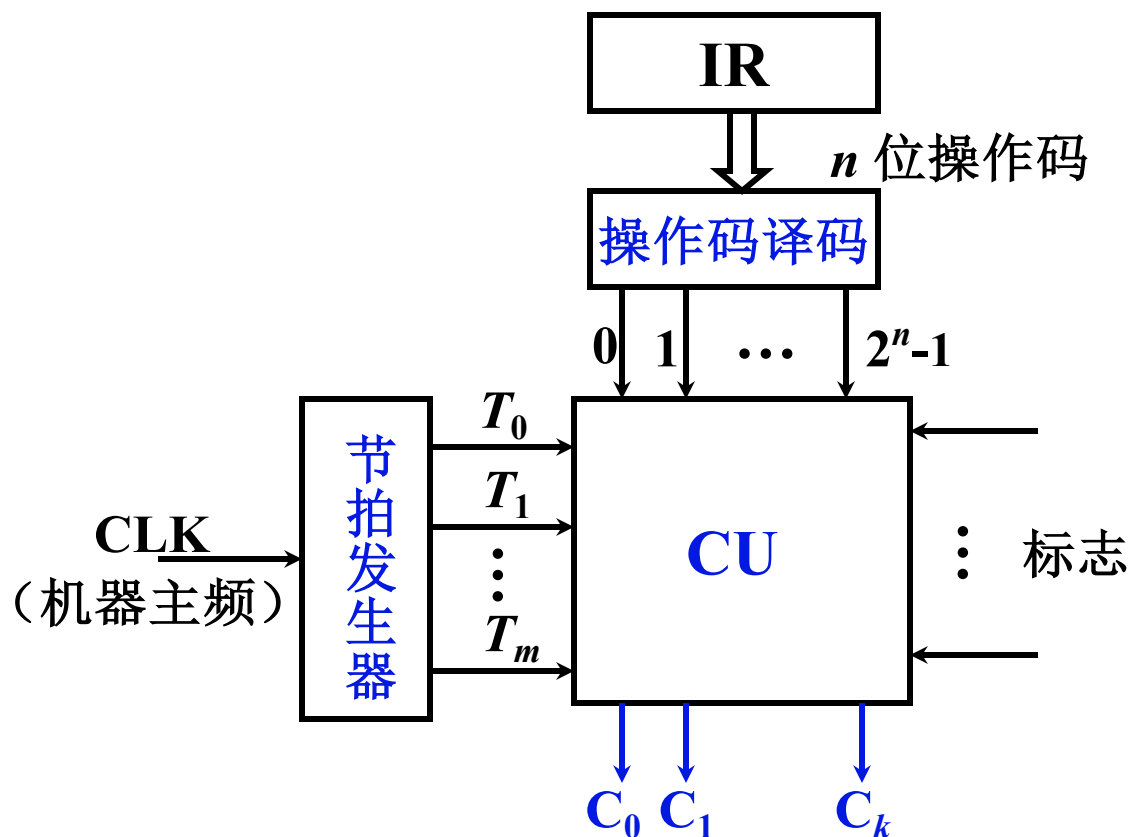 IR
n 位操作码
操作码译码
0 1 … 2ⁿ-1
节拍发生器
T₀
T₁
⋮
Tₘ
CLK
（机器主频）
CU
⋮ 标志
C₀ C₁ Cₖ